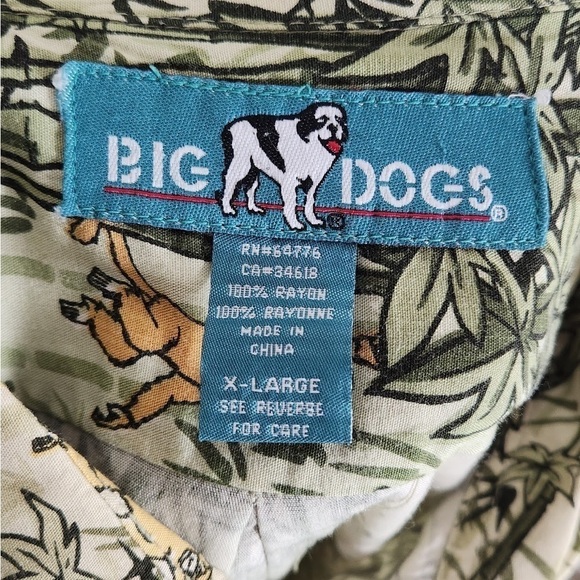 BIG DOGS®
®
RN#64776
CA#34618
100% RAYON
100% RAYONNE
MADE IN
CHINA
X-LARGE
SEE REVERSE
FOR CARE